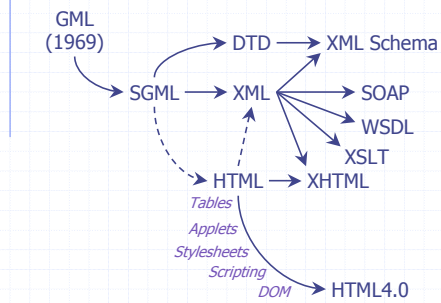 GML
(1969)
DTD
XML Schema
SGML
XML
SOAP
WSDL
XSLT
HTML
XHTML
Tables
Applets
Stylesheets
Scripting
DOM
HTML4.0